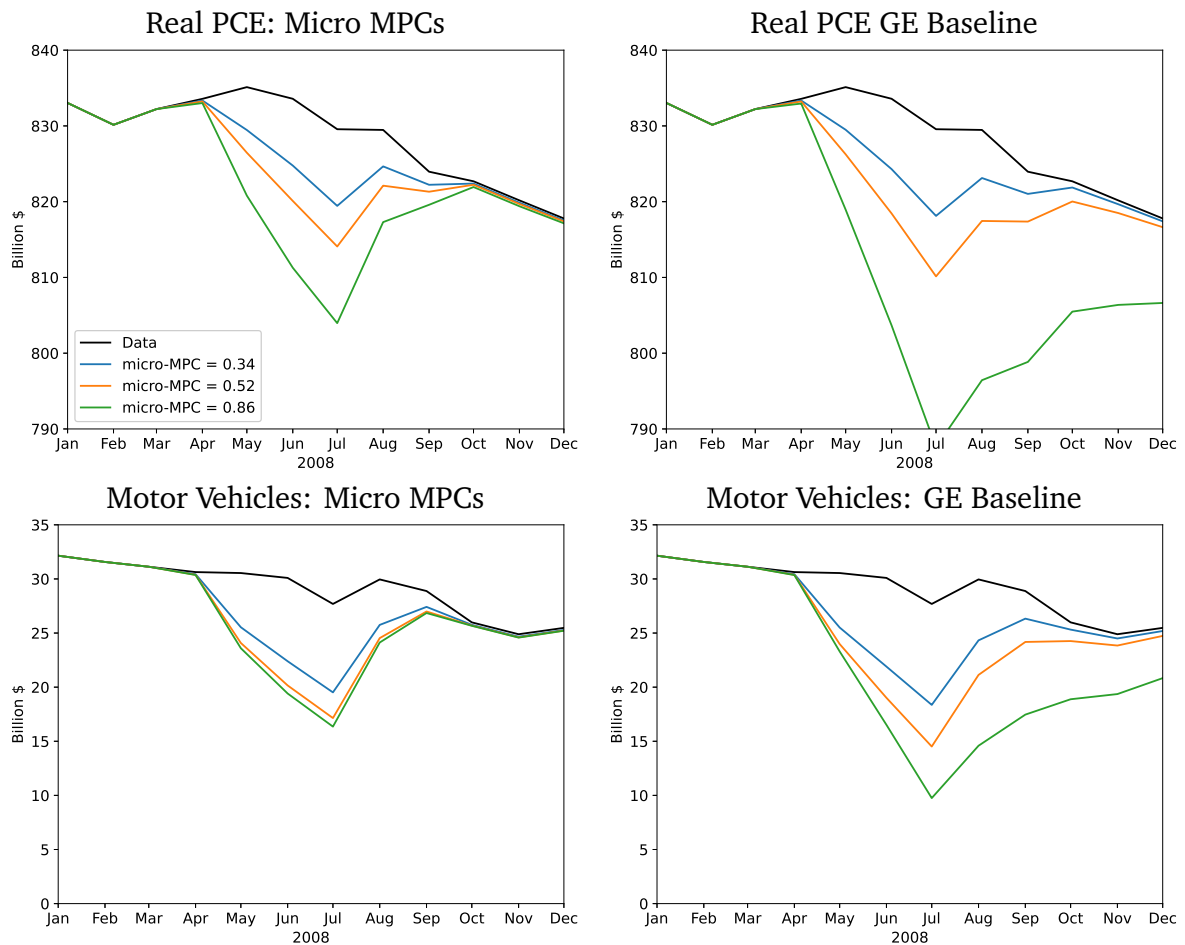 Real PCE: Micro MPCs
840
830
820
810
800
790
Billion $
Data
micro-MPC = 0.34
micro-MPC = 0.52
micro-MPC = 0.86
Jan Feb Mar Apr May Jun Jul Aug Sep Oct Nov Dec
2008
Real PCE GE Baseline
840
830
820
810
800
790
Billion $
Jan Feb Mar Apr May Jun Jul Aug Sep Oct Nov Dec
2008
Motor Vehicles: Micro MPCs
35
30
25
20
15
10
5
0
Billion $
Jan Feb Mar Apr May Jun Jul Aug Sep Oct Nov Dec
2008
Motor Vehicles: GE Baseline
35
30
25
20
15
10
5
0
Billion $
Jan Feb Mar Apr May Jun Jul Aug Sep Oct Nov Dec
2008